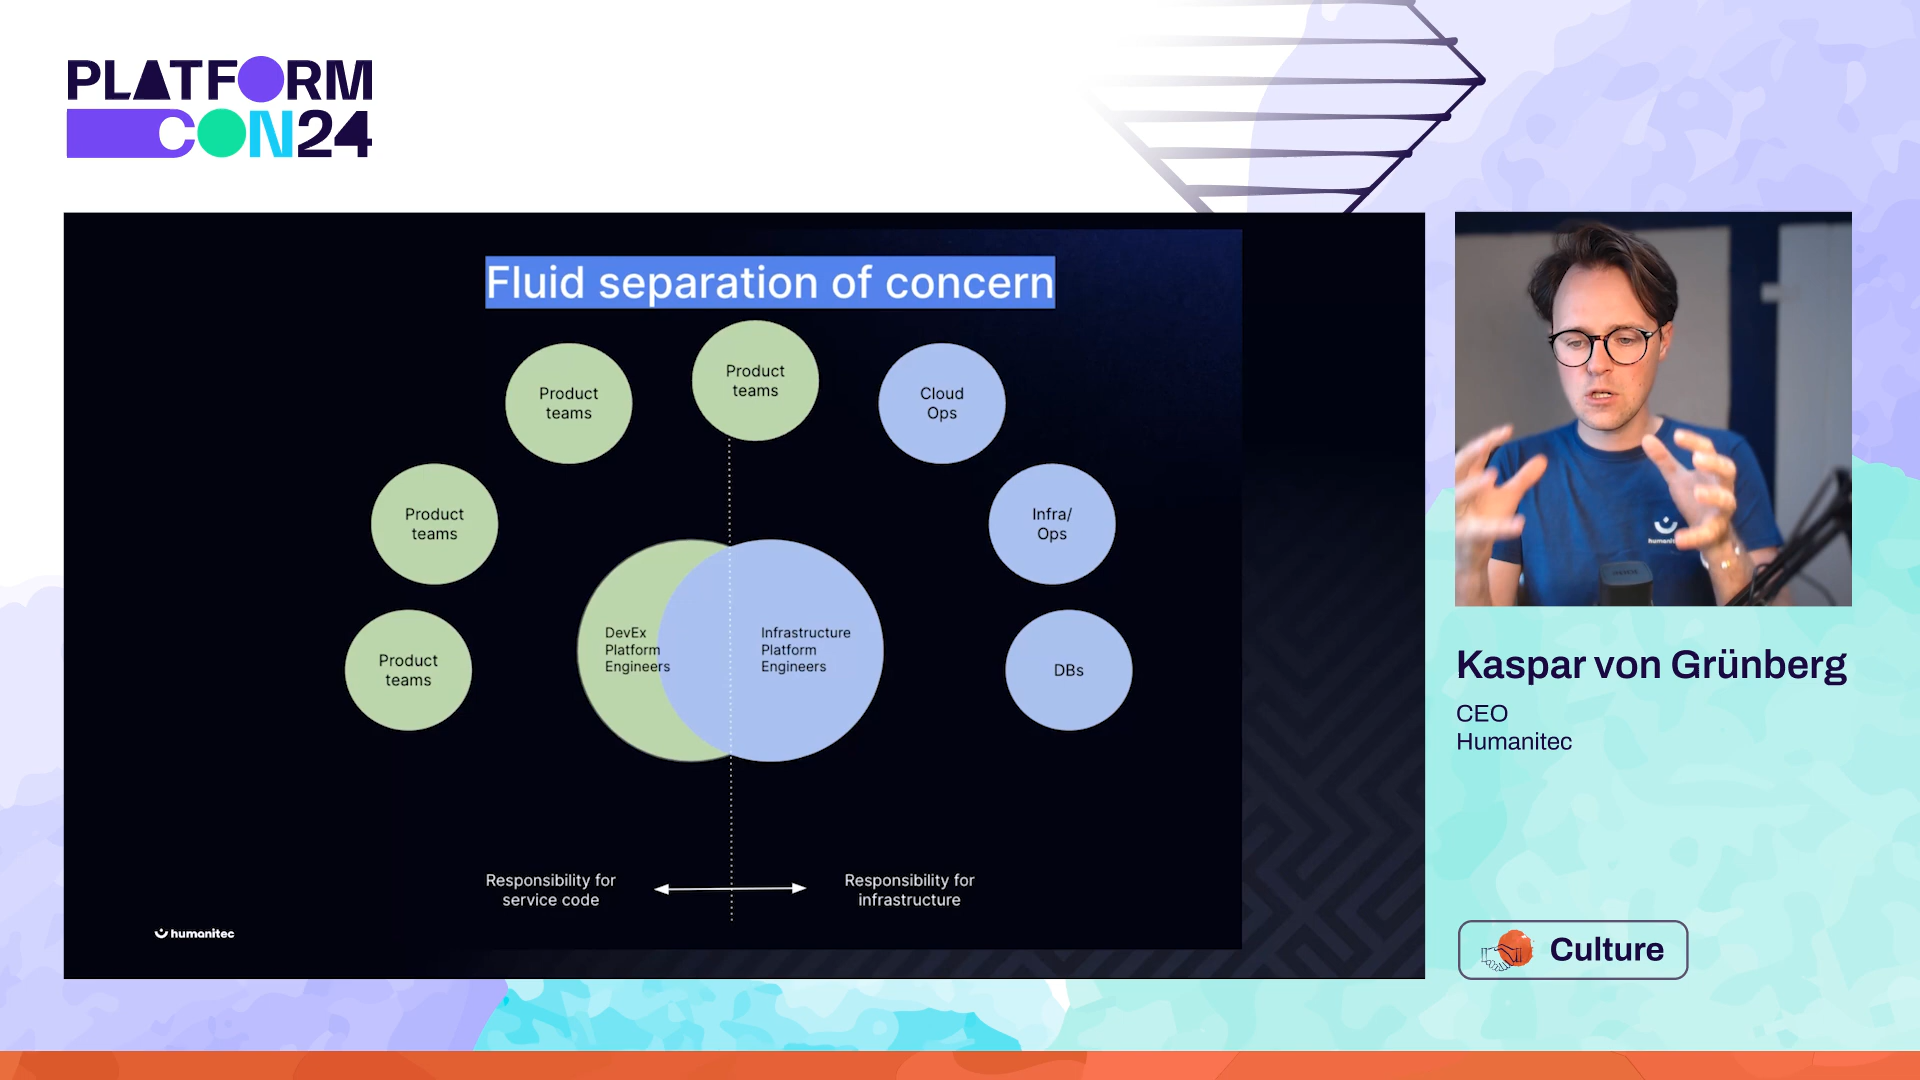 PLATFORM
CON24
Fluid separation of concern
Product
teams
Product
teams
Cloud
Ops
Product
teams
Infra/
Ops
Product
teams
DevEx
Platform
Engineers
Infrastructure
Platform
Engineers
DBs
Responsibility for
service code
Responsibility for
infrastructure
humanitec
Kaspar von Grünberg
CEO
Humanitec
Culture